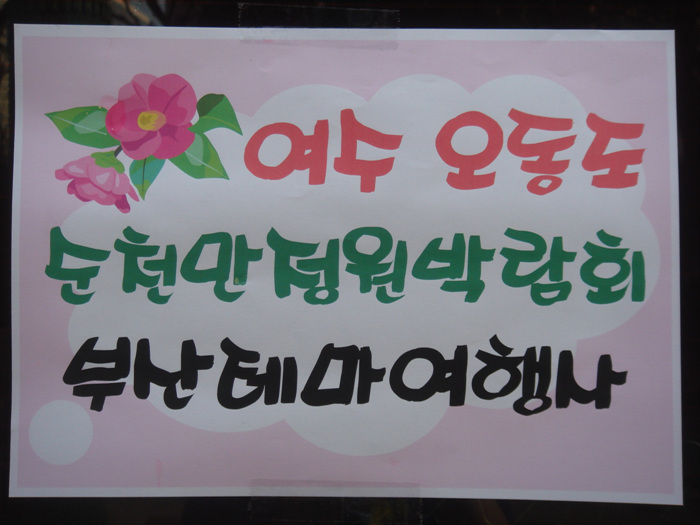 여수 오동도
순천만정원박람회
부산테마여행사